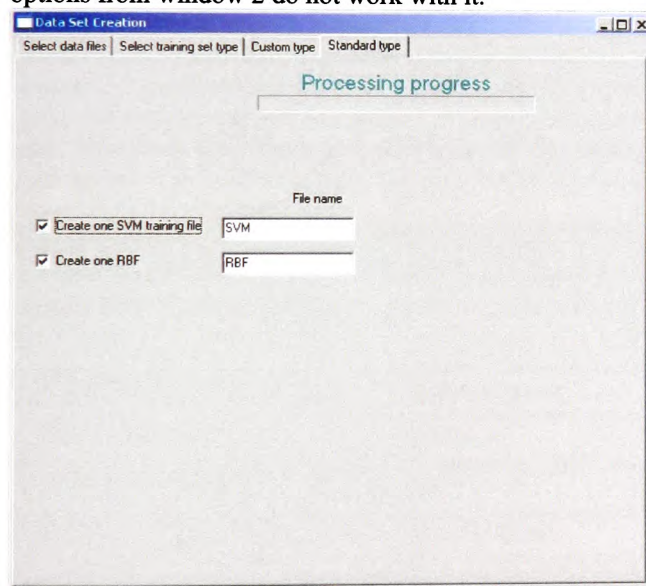 options from window 2 do not work with it.
Data Set Creation
Select data files Select training set type Custom type Standard type
Processing progress
File name
Create one SVM training file SVM
Create one RBF RBF